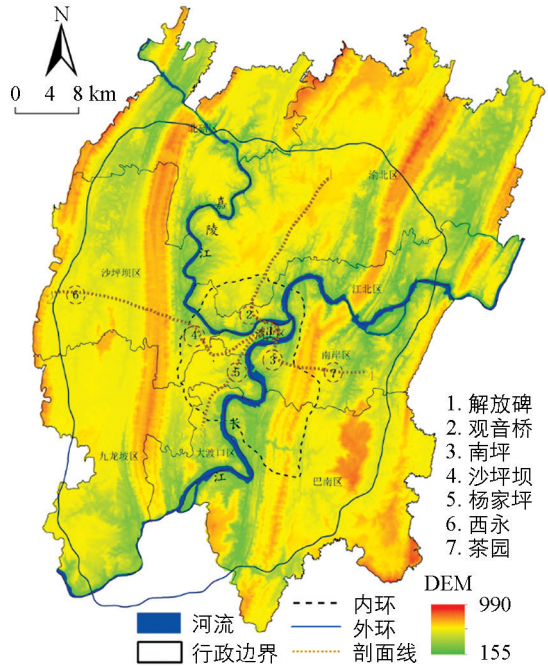 N
0 4 8 km
北碚区
渝北区
嘉
陵
江
沙坪坝区
江北区
6
2
4
1
3
南岸区
7
5
长
江
九龙坡区
大渡口区
巴南区
1. 解放碑
2. 观音桥
3. 南坪
4. 沙坪坝
5. 杨家坪
6. 西永
7. 茶园
DEM
990
155
河流
内环
行政边界
外环
剖面线